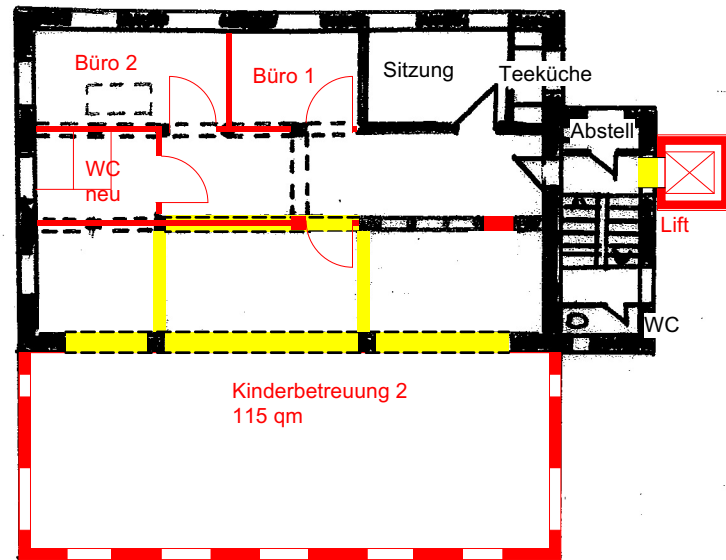 Büro 2
Büro 1
Sitzung
Teeküche
Abstell
WC
neu
Lift
WC
Kinderbetreuung 2
115 qm